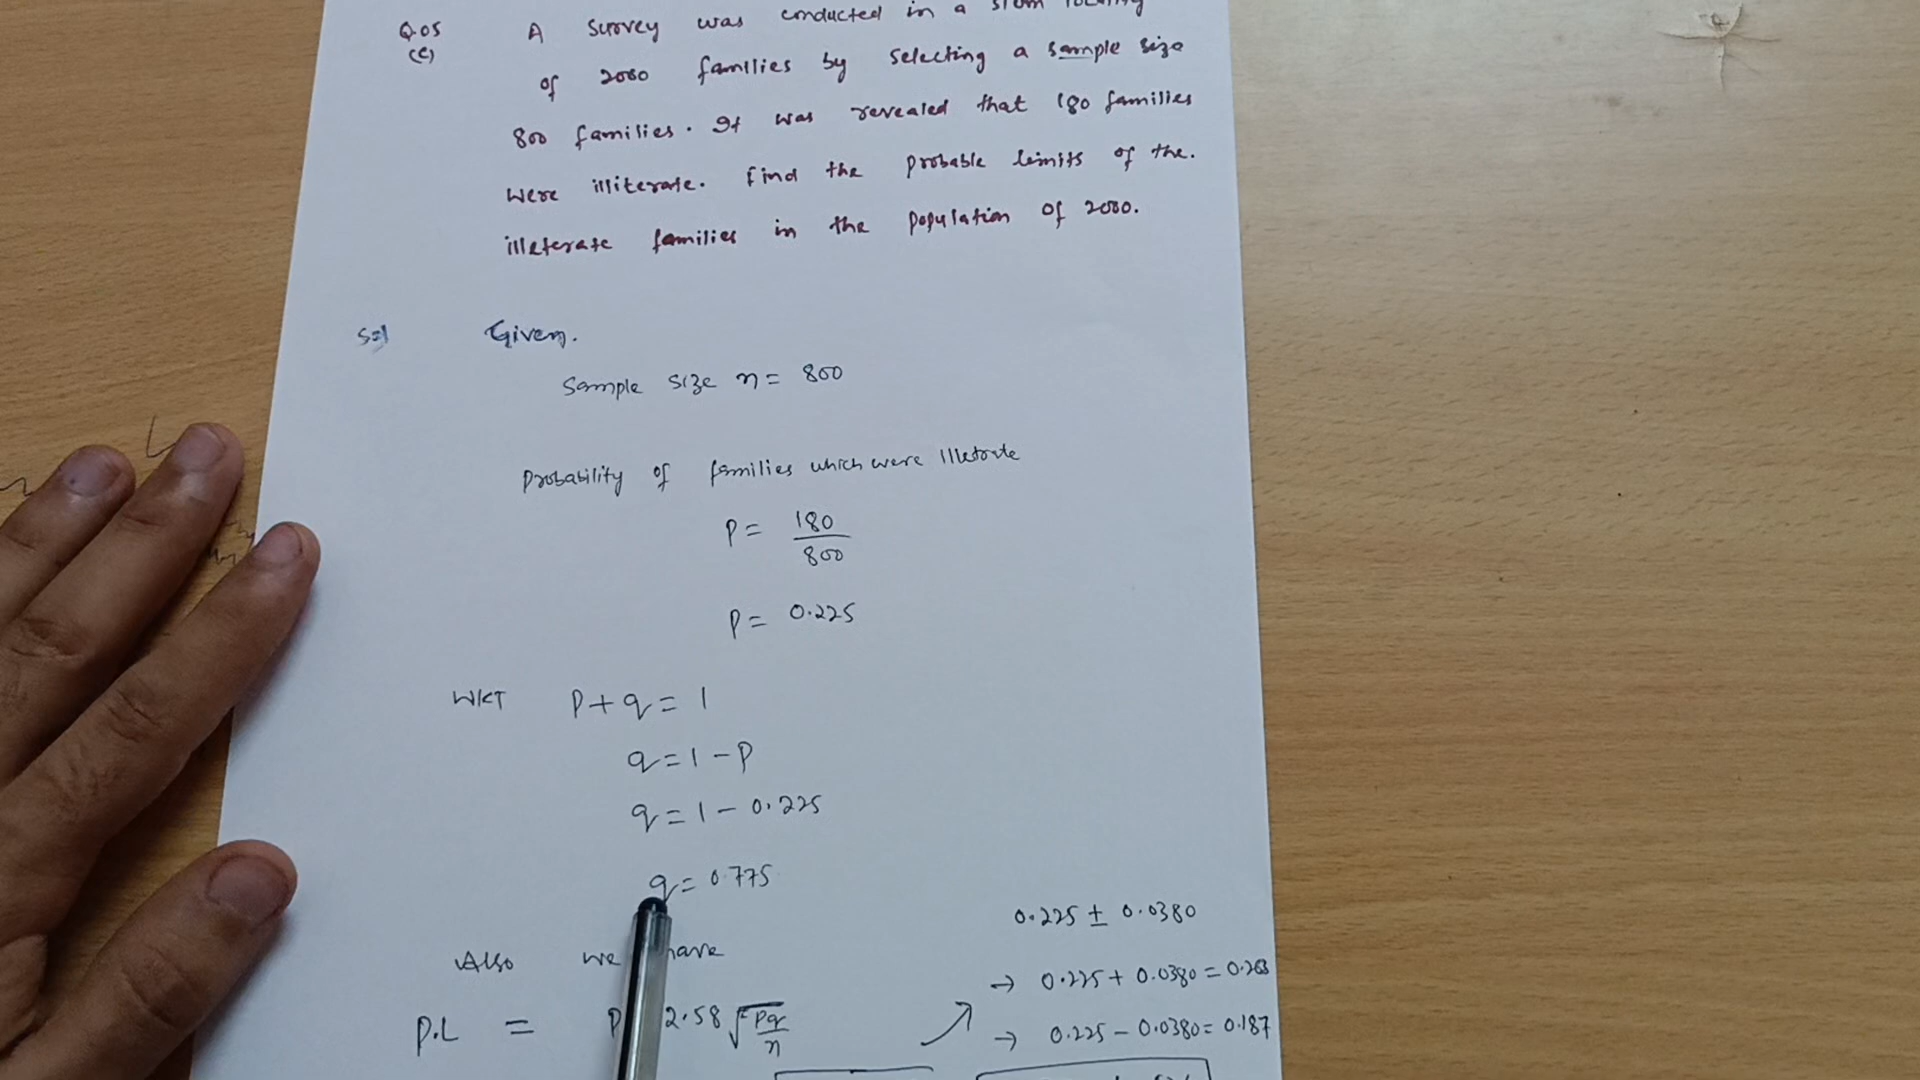 Q.05 A survey was conducted in a slum
(c)
of 2000 families by selecting a sample size
800 families. It was revealed that 180 families
were illiterate. Find the probable limits of the.
illeterate families in the population of 2000.
Sol Given.
Sample size n = 800
Probability of families which were Illetrate
P = 180
800
P = 0.225
WKT P + q = 1
q = 1 - P
q = 1 - 0.225
q = 0.775
0.225 ± 0.0380
Also we have
→ 0.225 + 0.0380 = 0.263
P.L = P 2.58 √pq/n
→ 0.225 - 0.0380 = 0.187